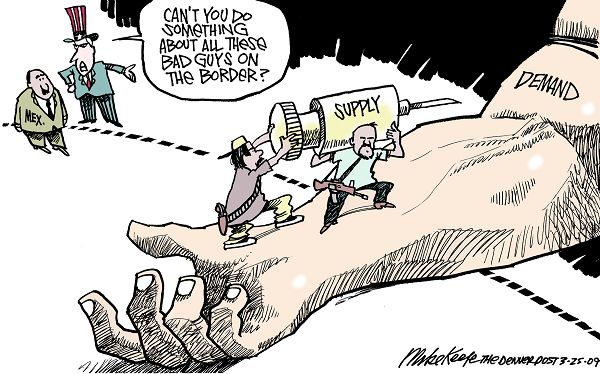 CAN'T YOU DO
SOMETHING
ABOUT ALL THESE
BAD GUYS ON
THE BORDER?
MEX.
SUPPLY
DEMAND
Mike Keefe THE DENVER POST 3-25-09